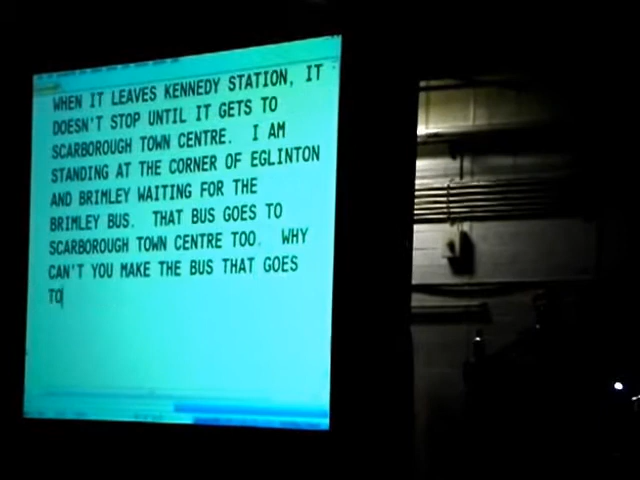 WHEN IT LEAVES KENNEDY STATION, IT
DOESN'T STOP UNTIL IT GETS TO
SCARBOROUGH TOWN CENTRE. I AM
STANDING AT THE CORNER OF EGLINTON
AND BRIMLEY WAITING FOR THE
BRIMLEY BUS. THAT BUS GOES TO
SCARBOROUGH TOWN CENTRE TOO. WHY
CAN'T YOU MAKE THE BUS THAT GOES
TO